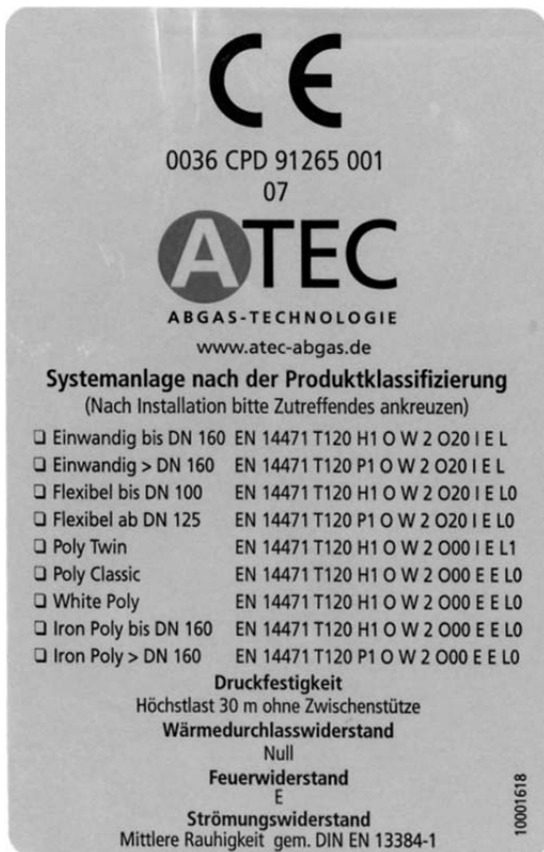 CE
0036 CPD 91265 001
07
ATEC
ABGAS-TECHNOLOGIE
www.atec-abgas.de
Systemanlage nach der Produktklassifizierung
(Nach Installation bitte Zutreffendes ankreuzen)
❏ Einwandig bis DN 160 EN 14471 T120 H1 O W 2 O20 I E L
❏ Einwandig > DN 160 EN 14471 T120 P1 O W 2 O20 I E L
❏ Flexibel bis DN 100 EN 14471 T120 H1 O W 2 O20 I E L0
❏ Flexibel ab DN 125 EN 14471 T120 P1 O W 2 O20 I E L0
❏ Poly Twin EN 14471 T120 H1 O W 2 O00 I E L1
❏ Poly Classic EN 14471 T120 H1 O W 2 O00 E E L0
❏ White Poly EN 14471 T120 H1 O W 2 O00 E E L0
❏ Iron Poly bis DN 160 EN 14471 T120 H1 O W 2 O00 E E L0
❏ Iron Poly > DN 160 EN 14471 T120 P1 O W 2 O00 E E L0
Druckfestigkeit
Höchstlast 30 m ohne Zwischenstütze
Wärmedurchlasswiderstand
Null
Feuerwiderstand
E
Strömungswiderstand
Mittlere Rauhigkeit gem. DIN EN 13384-1
10001618